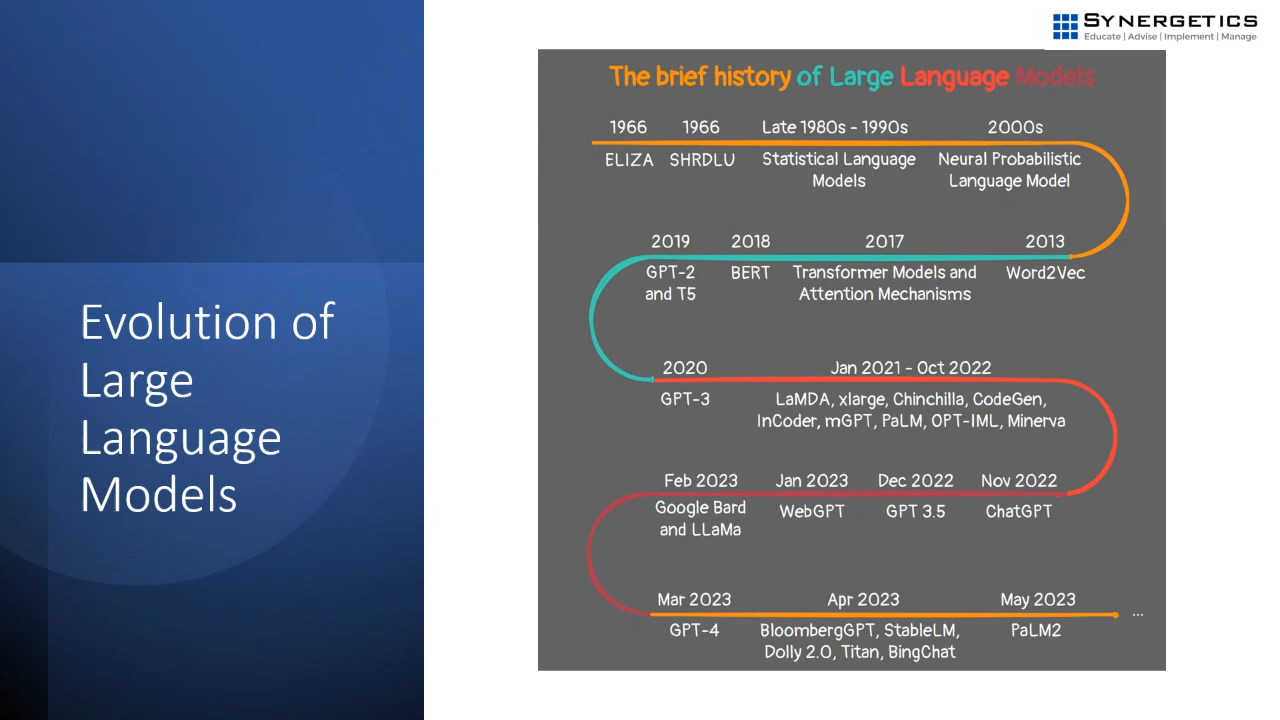 SYNERGETICS
Educate | Advise | Implement | Manage
Evolution of
Large
Language
Models
The brief history of Large Language Models
1966 1966 Late 1980s - 1990s 2000s
ELIZA SHRDLU Statistical Language Neural Probabilistic
Models Language Model
2019 2018 2017 2013
GPT-2 BERT Transformer Models and Word2Vec
and T5 Attention Mechanisms
2020 Jan 2021 - Oct 2022
GPT-3 LaMDA, xlarge, Chinchilla, CodeGen,
InCoder, mGPT, PaLM, OPT-IML, Minerva
Feb 2023 Jan 2023 Dec 2022 Nov 2022
Google Bard WebGPT GPT 3.5 ChatGPT
and LLaMa
Mar 2023 Apr 2023 May 2023 ...
GPT-4 BloombergGPT, StableLM, PaLM2
Dolly 2.0, Titan, BingChat